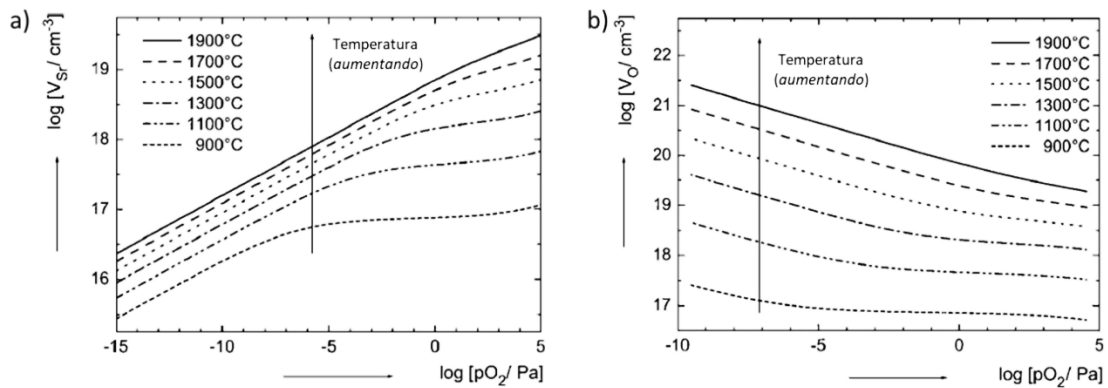 a)
log [V_Sr/ cm⁻³]
19
18
17
16
1900°C
1700°C
1500°C
1300°C
1100°C
900°C
Temperatura
(aumentando)
-15 -10 -5 0 5
log [pO₂/ Pa]
b)
log [V_O/ cm⁻³]
22
21
20
19
18
17
Temperatura
(aumentando)
1900°C
1700°C
1500°C
1300°C
1100°C
900°C
-10 -5 0 5
log [pO₂/ Pa]